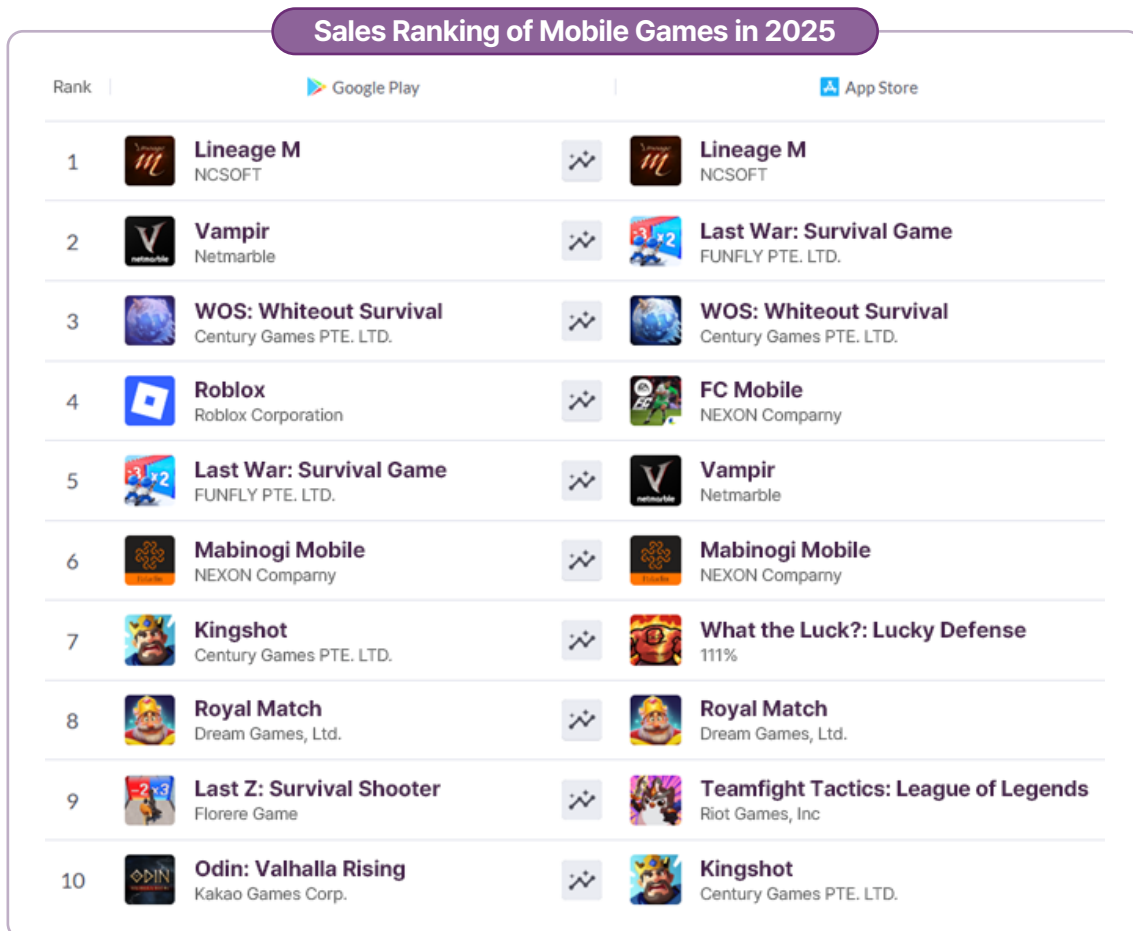 Sales Ranking of Mobile Games in 2025
Rank Google Play App Store
1 Lineage M Lineage M
NCSOFT NCSOFT
2 Vampir Last War: Survival Game
Netmarble FUNFLY PTE. LTD.
3 WOS: Whiteout Survival WOS: Whiteout Survival
Century Games PTE. LTD. Century Games PTE. LTD.
4 Roblox FC Mobile
Roblox Corporation NEXON Comparny
5 Last War: Survival Game Vampir
FUNFLY PTE. LTD. Netmarble
6 Mabinogi Mobile Mabinogi Mobile
NEXON Comparny NEXON Comparny
7 Kingshot What the Luck?: Lucky Defense
Century Games PTE. LTD. 111%
8 Royal Match Royal Match
Dream Games, Ltd. Dream Games, Ltd.
9 Last Z: Survival Shooter Teamfight Tactics: League of Legends
Florere Game Riot Games, Inc
10 Odin: Valhalla Rising Kingshot
Kakao Games Corp. Century Games PTE. LTD.